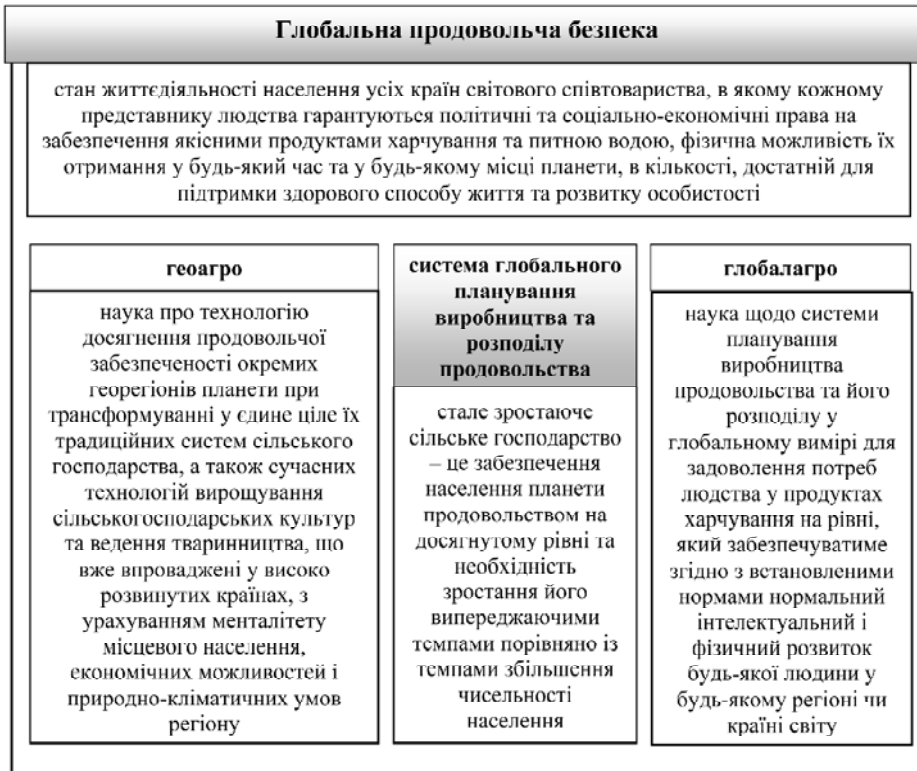 Глобальна продовольча безпека
стан життєдіяльності населення усіх країн світового співтовариства, в якому кожному
представнику людства гарантуються політичні та соціально-економічні права на
забезпечення якісними продуктами харчування та питною водою, фізична можливість їх
отримання у будь-який час та у будь-якому місці планети, в кількості, достатній для
підтримки здорового способу життя та розвитку особистості
геоагро
наука про технологію
досягнення продовольчої
забезпеченості окремих
георегіонів планети при
трансформуванні у єдине ціле їх
традиційних систем сільського
господарства, а також сучасних
технологій вирощування
сільськогосподарських культур
та ведення тваринництва, що
вже впроваджені у високо
розвинутих країнах, з
урахуванням менталітету
місцевого населення,
економічних можливостей і
природно-кліматичних умов
регіону
система глобального
планування
виробництва та
розподілу
продовольства
стале зростаюче
сільське господарство
– це забезпечення
населення планети
продовольством на
досягнутому рівні та
необхідність
зростання його
випереджаючими
темпами порівняно із
темпами збільшення
чисельності
населення
глобалагро
наука щодо системи
планування
виробництва
продовольства та його
розподілу у
глобальному вимірі для
задоволення потреб
людства у продуктах
харчування на рівні,
який забезпечуватиме
згідно з встановленими
нормами нормальний
інтелектуальний і
фізичний розвиток
будь-якої людини у
будь-якому регіоні чи
країні світу